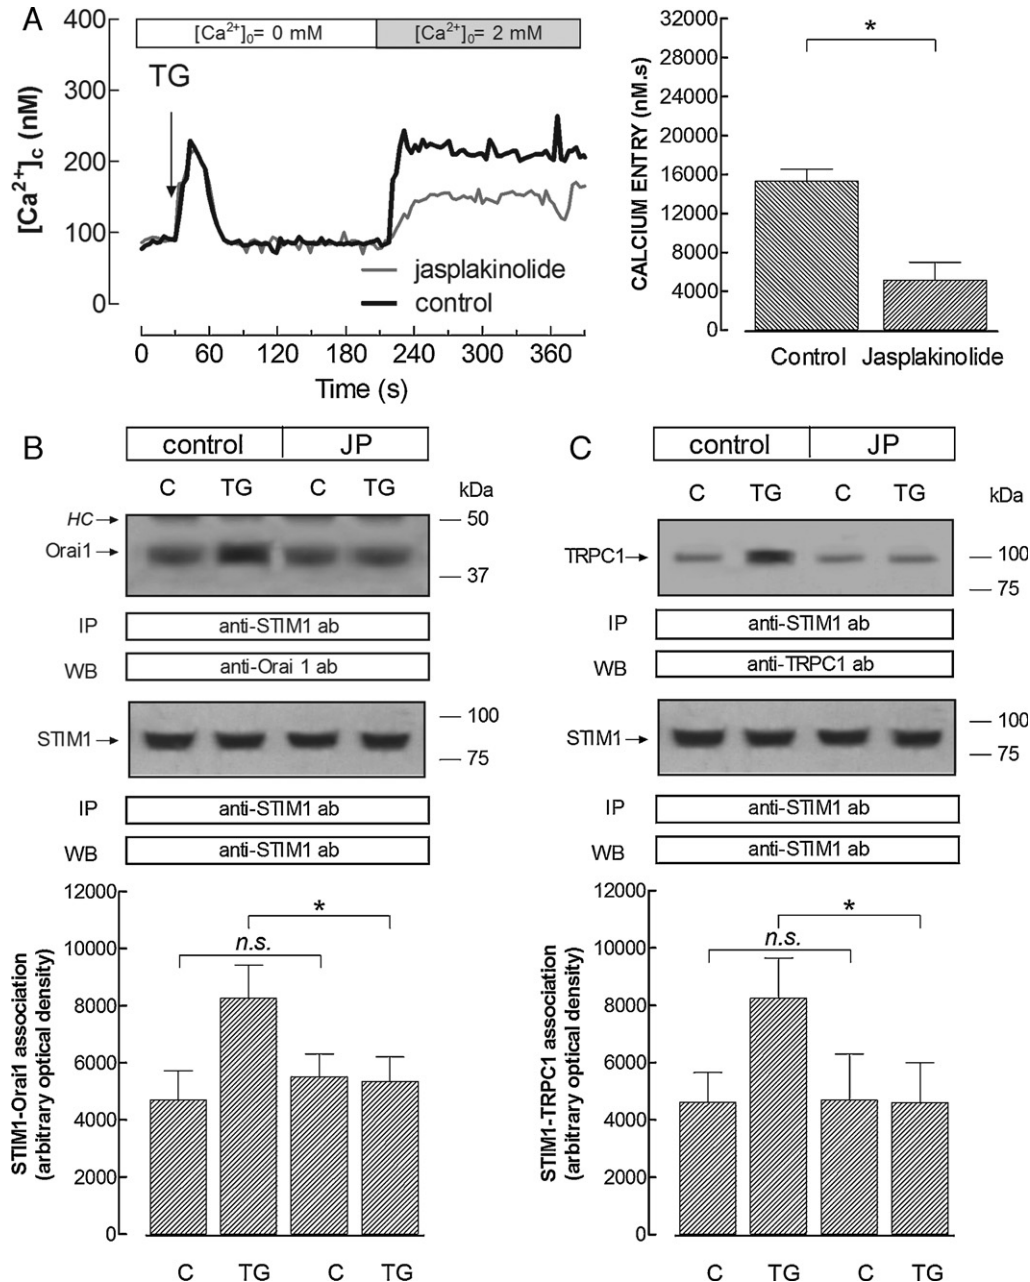 A
[Ca²⁺]₀= 0 mM
[Ca²⁺]₀= 2 mM
TG
[Ca²⁺]c (nM)
400
300
200
100
0
jasplakinolide
control
0 60 120 180 240 300 360
Time (s)
*
CALCIUM ENTRY (nM.s)
32000
28000
24000
20000
16000
12000
8000
4000
0
Control Jasplakinolide
B
control JP
C TG C TG kDa
HC
Orai1
50
37
IP anti-STIM1 ab
WB anti-Orai 1 ab
STIM1
100
75
IP anti-STIM1 ab
WB anti-STIM1 ab
STIM1-Orai1 association
(arbitrary optical density)
12000
10000
8000
6000
4000
2000
0
*
n.s.
C TG C TG
C
control JP
C TG C TG kDa
TRPC1
100
75
IP anti-STIM1 ab
WB anti-TRPC1 ab
STIM1
100
75
IP anti-STIM1 ab
WB anti-STIM1 ab
STIM1-TRPC1 association
(arbitrary optical density)
12000
10000
8000
6000
4000
2000
0
*
n.s.
C TG C TG